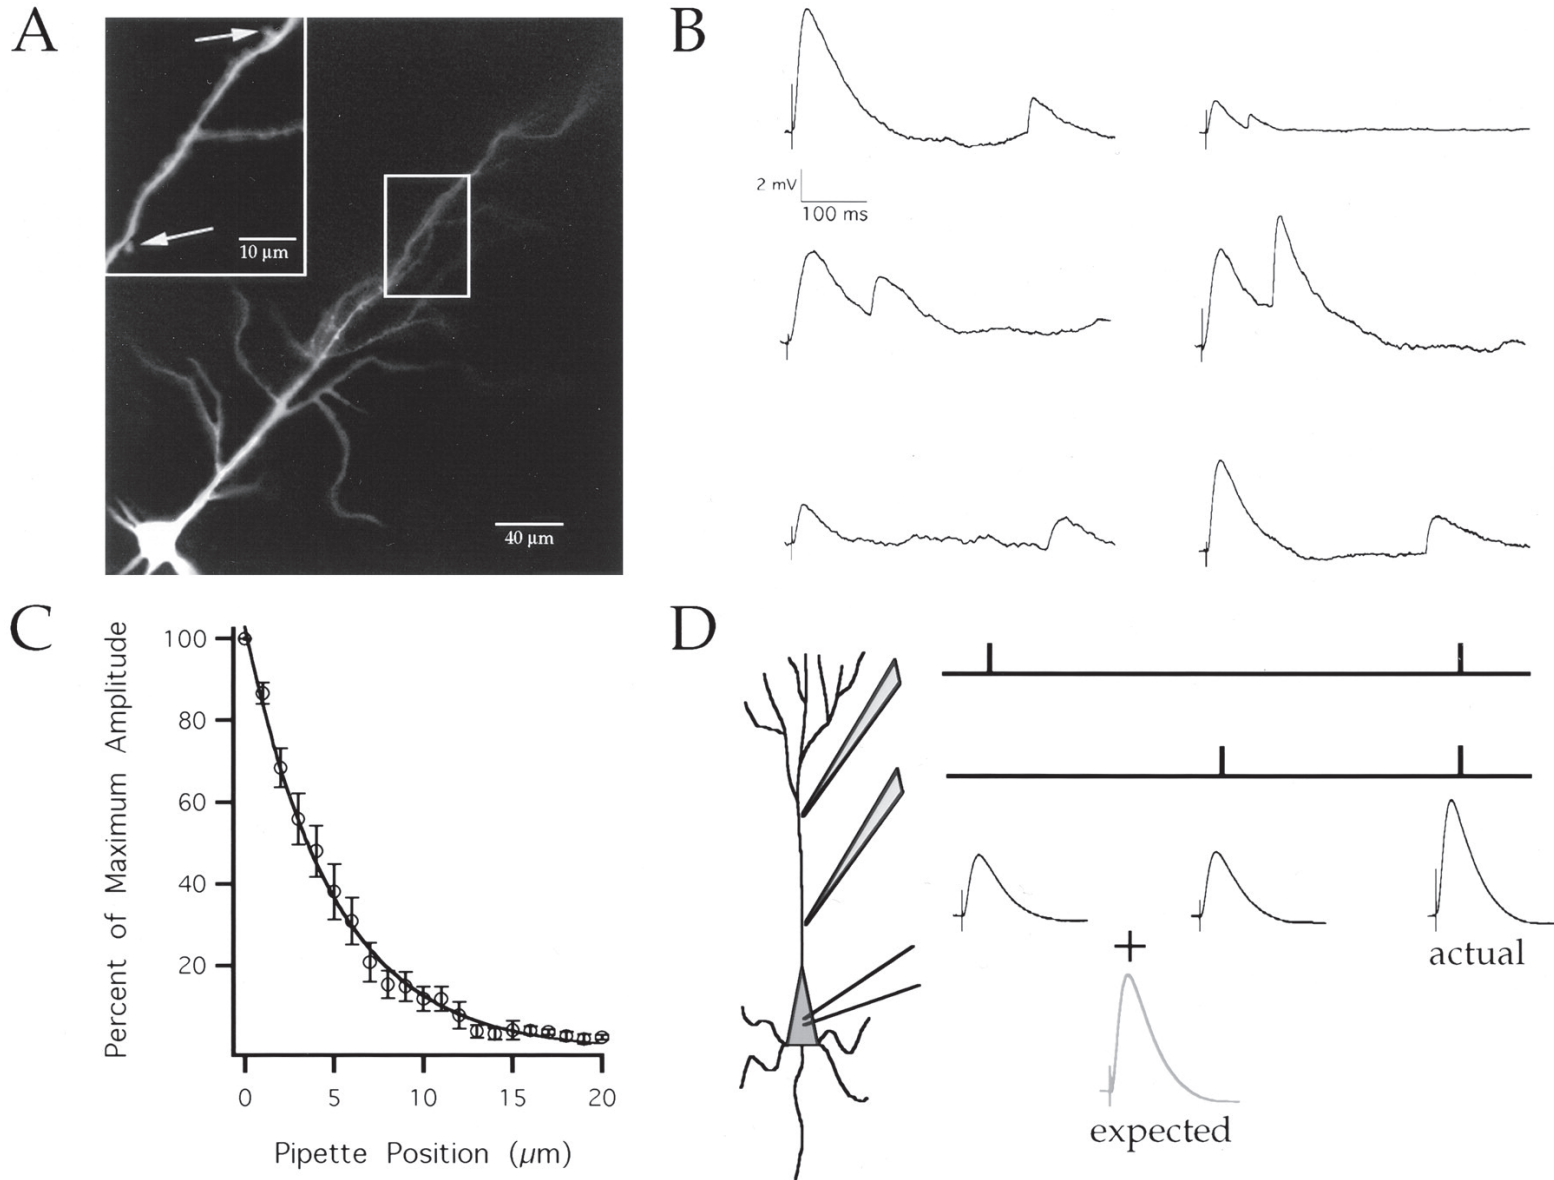 A
10 µm
40 µm
B
2 mV
100 ms
C
Percent of Maximum Amplitude
100
80
60
40
20
0
5
10
15
20
Pipette Position (µm)
D
+
actual
expected